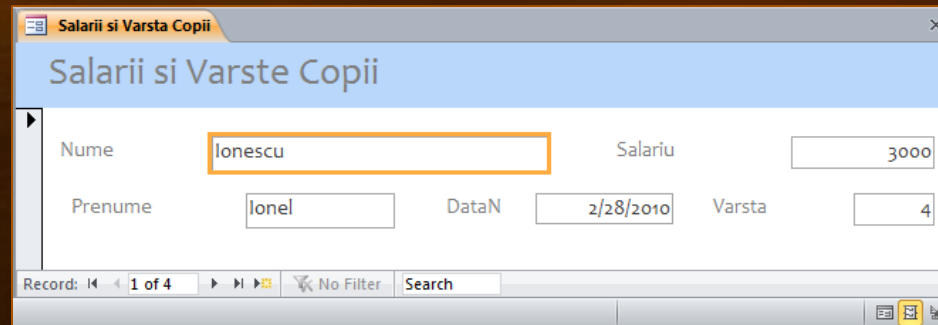 Salarii si Varsta Copii
Salarii si Varste Copii
Nume Ionescu Salariu 3000
Prenume Ionel DataN 2/28/2010 Varsta 4
Record: 1 of 4 No Filter Search